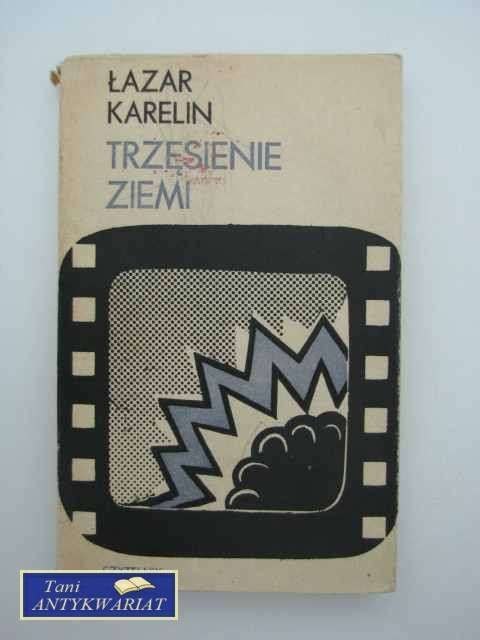 ŁAZAR
KARELIN
TRZĘSIENIE
ZIEMI
CZYTELNIK
Tani
ANTYKWARIAT